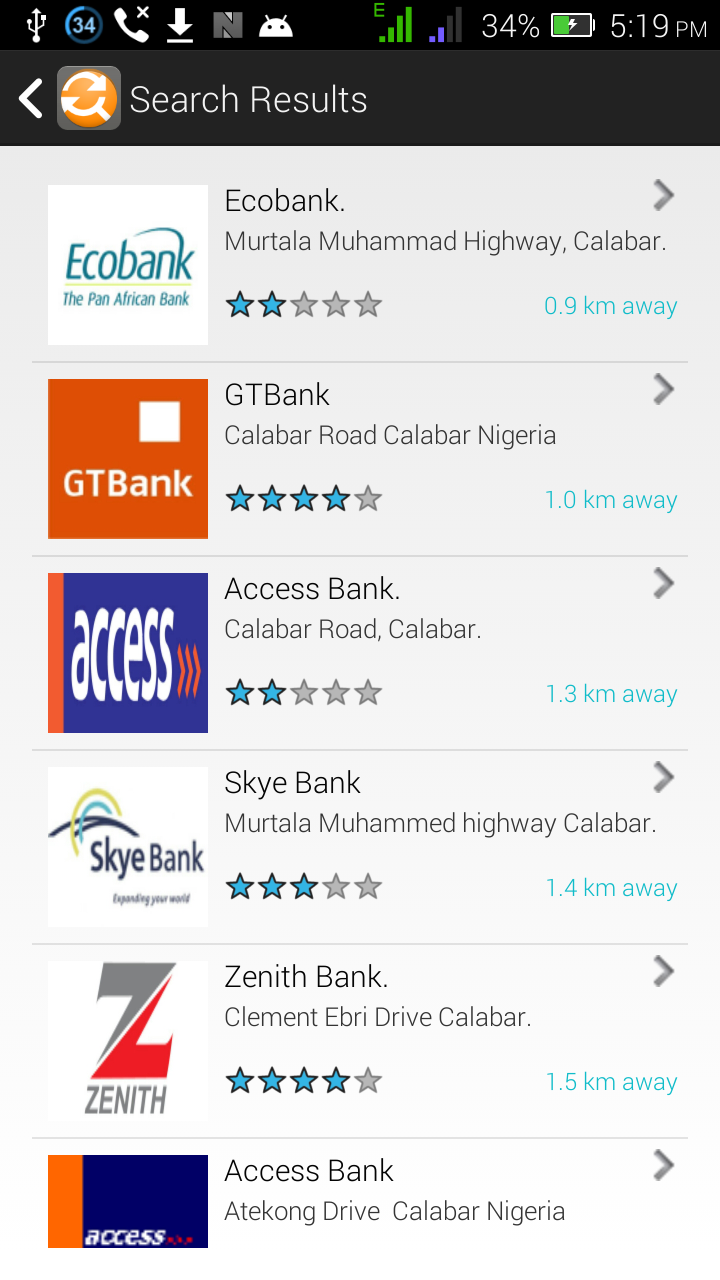 34
E
34% 5:19 PM
Search Results
Ecobank
The Pan African Bank
Ecobank.
Murtala Muhammad Highway, Calabar.
0.9 km away
GTBank
GTBank
Calabar Road Calabar Nigeria
1.0 km away
access
Access Bank.
Calabar Road, Calabar.
1.3 km away
Skye Bank
Expanding your world
Skye Bank
Murtala Muhammed highway Calabar.
1.4 km away
ZENITH
Zenith Bank.
Clement Ebri Drive Calabar.
1.5 km away
access
Access Bank
Atekong Drive Calabar Nigeria